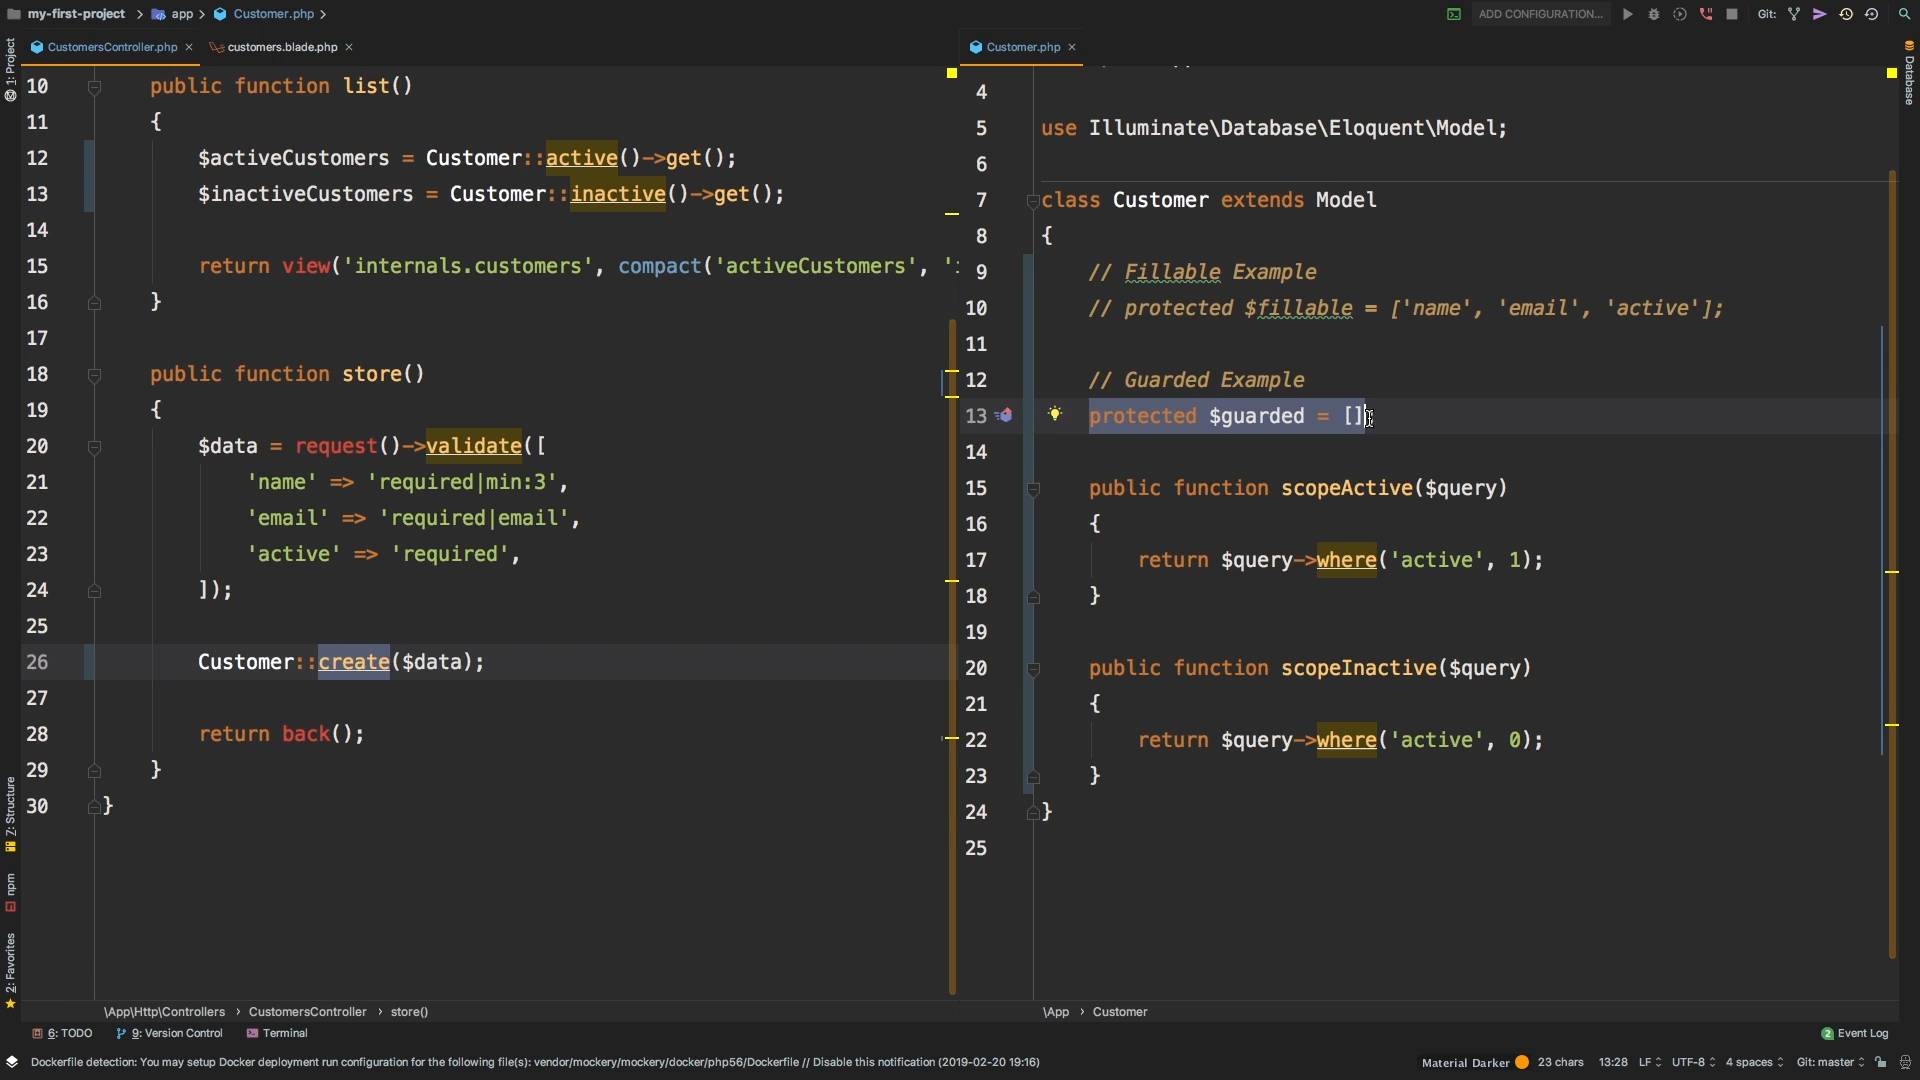 my-first-project > app > Customer.php >
ADD CONFIGURATION...
Git:
CustomersController.php ×
customers.blade.php ×
Customer.php ×
1: Project
Database
10 public function list()
11 {
12 $activeCustomers = Customer::active()->get();
13 $inactiveCustomers = Customer::inactive()->get();
14
15 return view('internals.customers', compact('activeCustomers', '
16 }
17
18 public function store()
19 {
20 $data = request()->validate([
21 'name' => 'required|min:3',
22 'email' => 'required|email',
23 'active' => 'required',
24 ]);
25
26 Customer::create($data);
27
28 return back();
29 }
30 }
4
5 use Illuminate\Database\Eloquent\Model;
6
7 class Customer extends Model
8 {
9 // Fillable Example
10 // protected $fillable = ['name', 'email', 'active'];
11
12 // Guarded Example
13 protected $guarded = []
14
15 public function scopeActive($query)
16 {
17 return $query->where('active', 1);
18 }
19
20 public function scopeInactive($query)
21 {
22 return $query->where('active', 0);
23 }
24 }
25
Z: Structure
npm
2: Favorites
\App\Http\Controllers > CustomersController > store()
\App > Customer
6: TODO
9: Version Control
Terminal
2 Event Log
Dockerfile detection: You may setup Docker deployment run configuration for the following file(s): vendor/mockery/mockery/docker/php56/Dockerfile // Disable this notification (2019-02-20 19:16)
Material Darker
23 chars
13:28
LF
UTF-8
4 spaces
Git: master